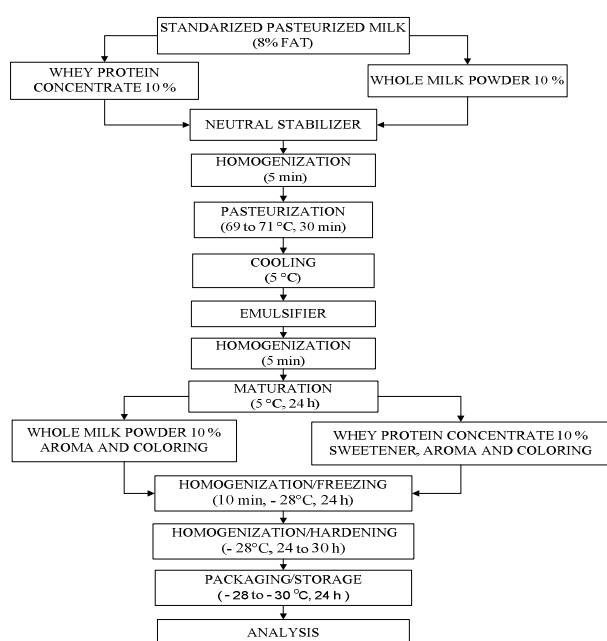 STANDARIZED PASTEURIZED MILK
(8% FAT)
WHEY PROTEIN
CONCENTRATE 10 %
WHOLE MILK POWDER 10 %
NEUTRAL STABILIZER
HOMOGENIZATION
(5 min)
PASTEURIZATION
(69 to 71 °C, 30 min)
COOLING
(5 °C)
EMULSIFIER
HOMOGENIZATION
(5 min)
MATURATION
(5 °C, 24 h)
WHOLE MILK POWDER 10 %
AROMA AND COLORING
WHEY PROTEIN CONCENTRATE 10 %
SWEETENER, AROMA AND COLORING
HOMOGENIZATION/FREEZING
(10 min, - 28°C, 24 h)
HOMOGENIZATION/HARDENING
(- 28°C, 24 to 30 h)
PACKAGING/STORAGE
(- 28 to - 30 °C, 24 h )
ANALYSIS